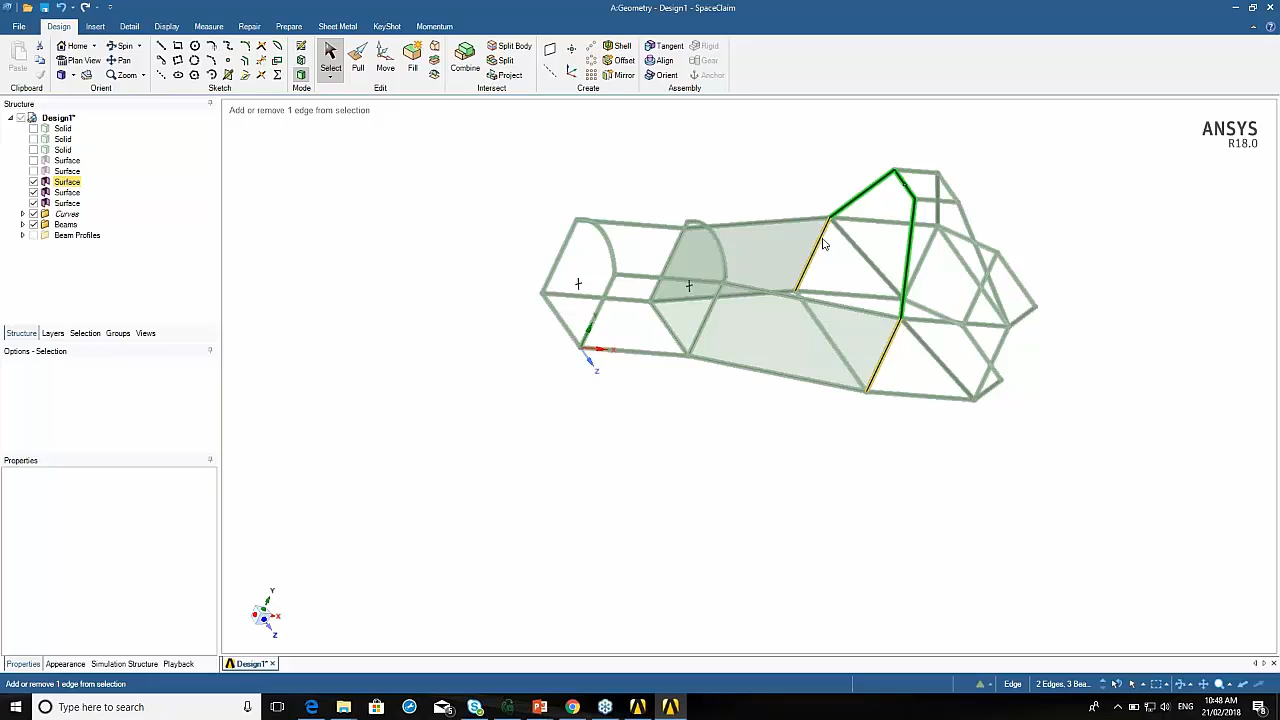 A:Geometry - Design1 - SpaceClaim
File Design Insert Detail Display Measure Repair Prepare Sheet Metal KeyShot Momentum
Paste
Home Spin
Plan View Pan
Zoom
Select Pull Move Fill
Combine Split Body
Split
Project
Shell
Offset
Mirror
Tangent Rigid
Align Gear
Orient Anchor
Clipboard Orient Sketch Mode Edit Intersect Create Assembly
Structure
Design1*
Solid
Solid
Solid
Surface
Surface
Surface
Surface
Surface
Curves
Beams
Beam Profiles
Structure Layers Selection Groups Views
Options - Selection
Properties
Properties Appearance Simulation Structure Playback
Add or remove 1 edge from selection
ANSYS
R18.0
X
Z
Y
X
Z
Design1*
Add or remove 1 edge from selection
Edge 2 Edges, 3 Bea...
Type here to search
ENG
10:48 AM
21/02/2018